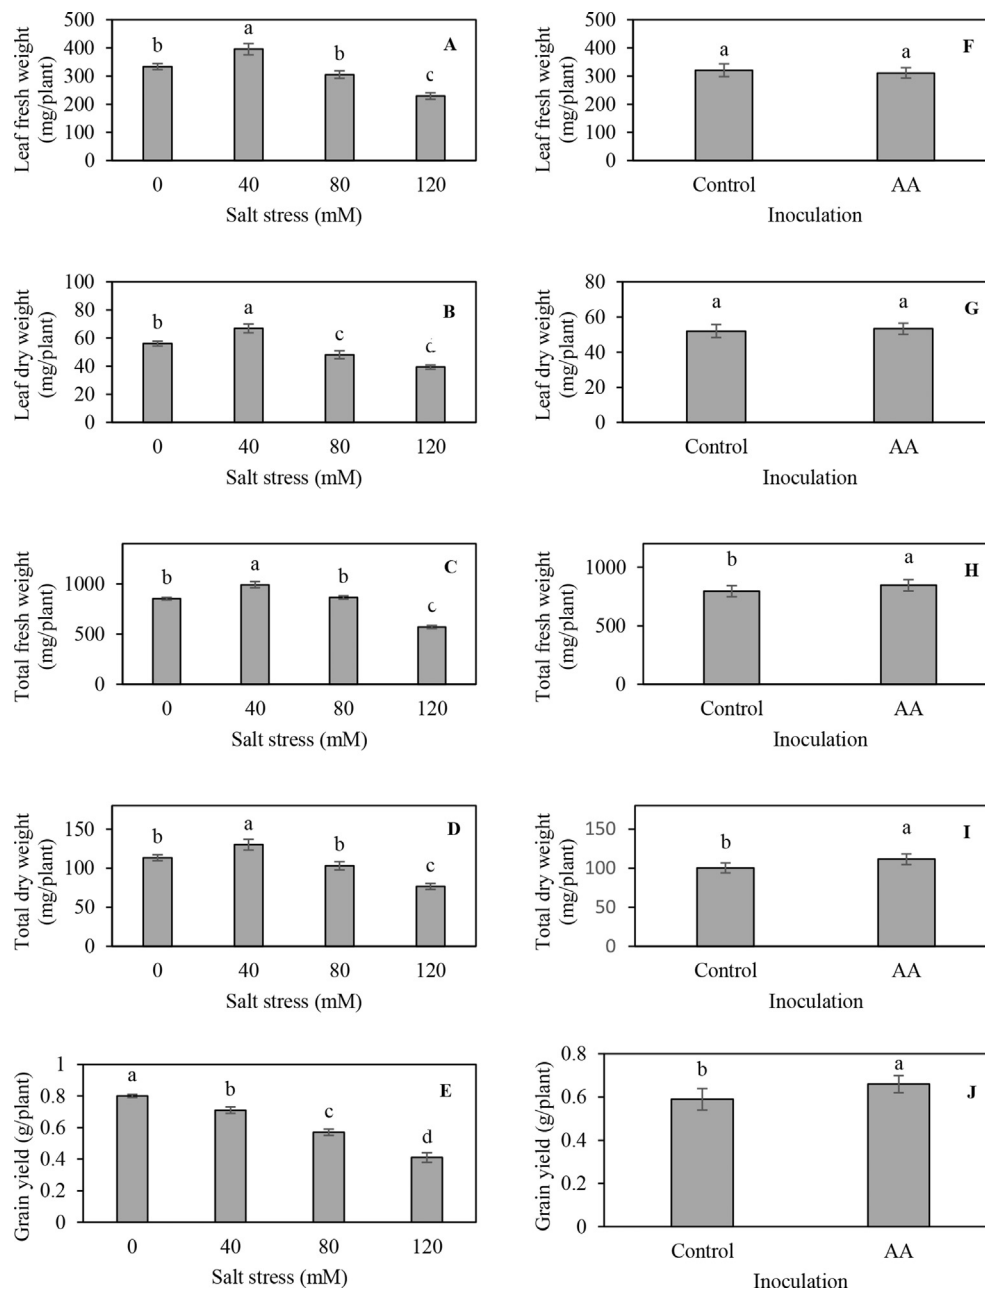 Leaf fresh weight
(mg/plant)
500
400
300
200
100
0
b
a
b
c
A
0 40 80 120
Salt stress (mM)
Leaf fresh weight
(mg/plant)
500
400
300
200
100
0
a
a
F
Control AA
Inoculation
Leaf dry weight
(mg/plant)
100
80
60
40
20
0
b
a
c
B
0 40 80 120
Salt stress (mM)
Leaf dry weight
(mg/plant)
80
60
40
20
0
a
a
G
Control AA
Inoculation
Total fresh weight
(mg/plant)
1000
500
0
b
a
b
c
C
0 40 80 120
Salt stress (mM)
Total fresh weight
(mg/plant)
1000
500
0
b
a
H
Control AA
Inoculation
Total dry weight
(mg/plant)
150
100
50
0
b
a
b
c
D
0 40 80 120
Salt stress (mM)
Total dry weight
(mg/plant)
150
100
50
0
b
a
I
Control AA
Inoculation
Grain yield (g/plant)
1
0.8
0.6
0.4
0.2
0
a
b
c
d
E
0 40 80 120
Salt stress (mM)
Grain yield (g/plant)
0.8
0.6
0.4
0.2
0
b
a
J
Control AA
Inoculation